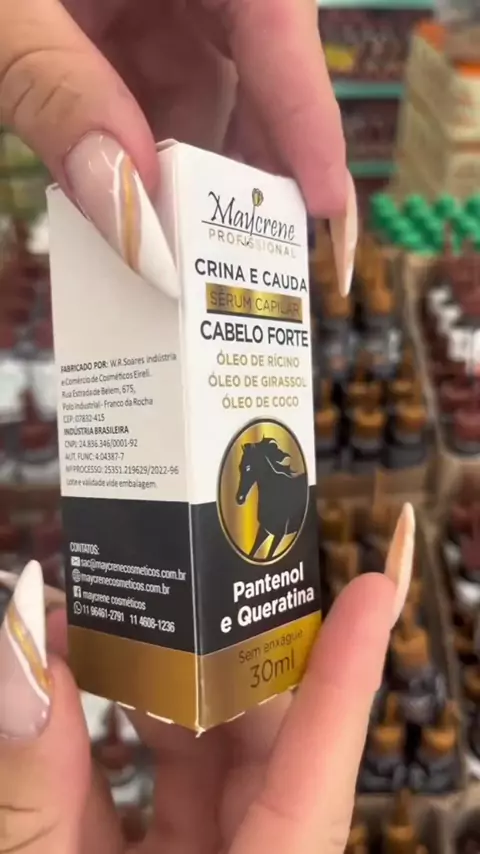 Maycrene
PROFISSIONAL
CRINA E CAUDA
SÉRUM CAPILAR
CABELO FORTE
ÓLEO DE RÍCINO
ÓLEO DE GIRASSOL
ÓLEO DE COCO
Pantenol
e Queratina
Sem enxágue
30ml
FABRICADO POR: W.R.Soares Indústria
e Comércio de Cosméticos Eireli.
Rua Estrada de Belem, 675,
Polo Industrial - Franco da Rocha
CEP: 07832-415
INDÚSTRIA BRASILEIRA
CNPJ: 24.836.346/0001-92
AUT. FUNC: 4.04387-7
Nº PROCESSO: 25351.219629/2022-96
Lote e validade vide embalagem.
CONTATOS:
sac@maycrenecosmeticos.com.br
maycrenecosmeticos.com.br
maycrene cosméticos
11 96461-2791 11 4608-1236